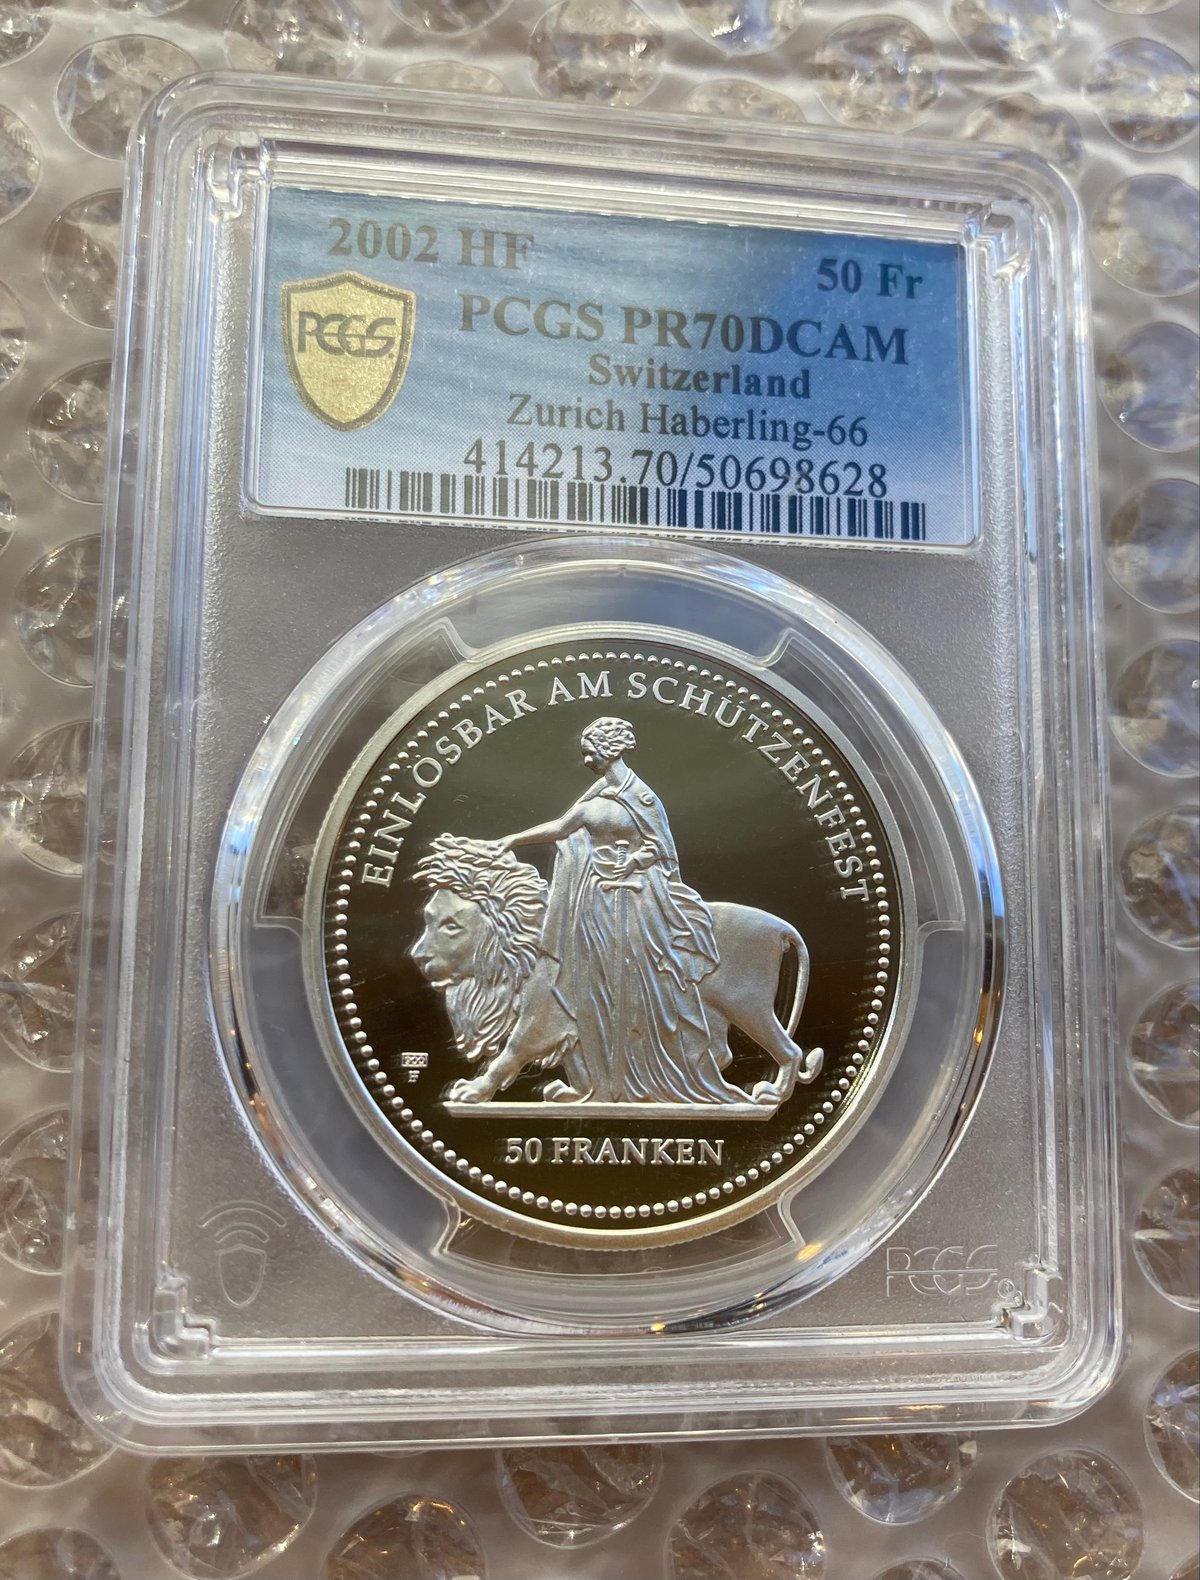 2002 HF
50 Fr
PCGS
PCGS PR70DCAM
Switzerland
Zurich Haberling-66
414213.70/50698628
EINLÖSBAR AM SCHÜTZENFEST
F
50 FRANKEN
PCGS